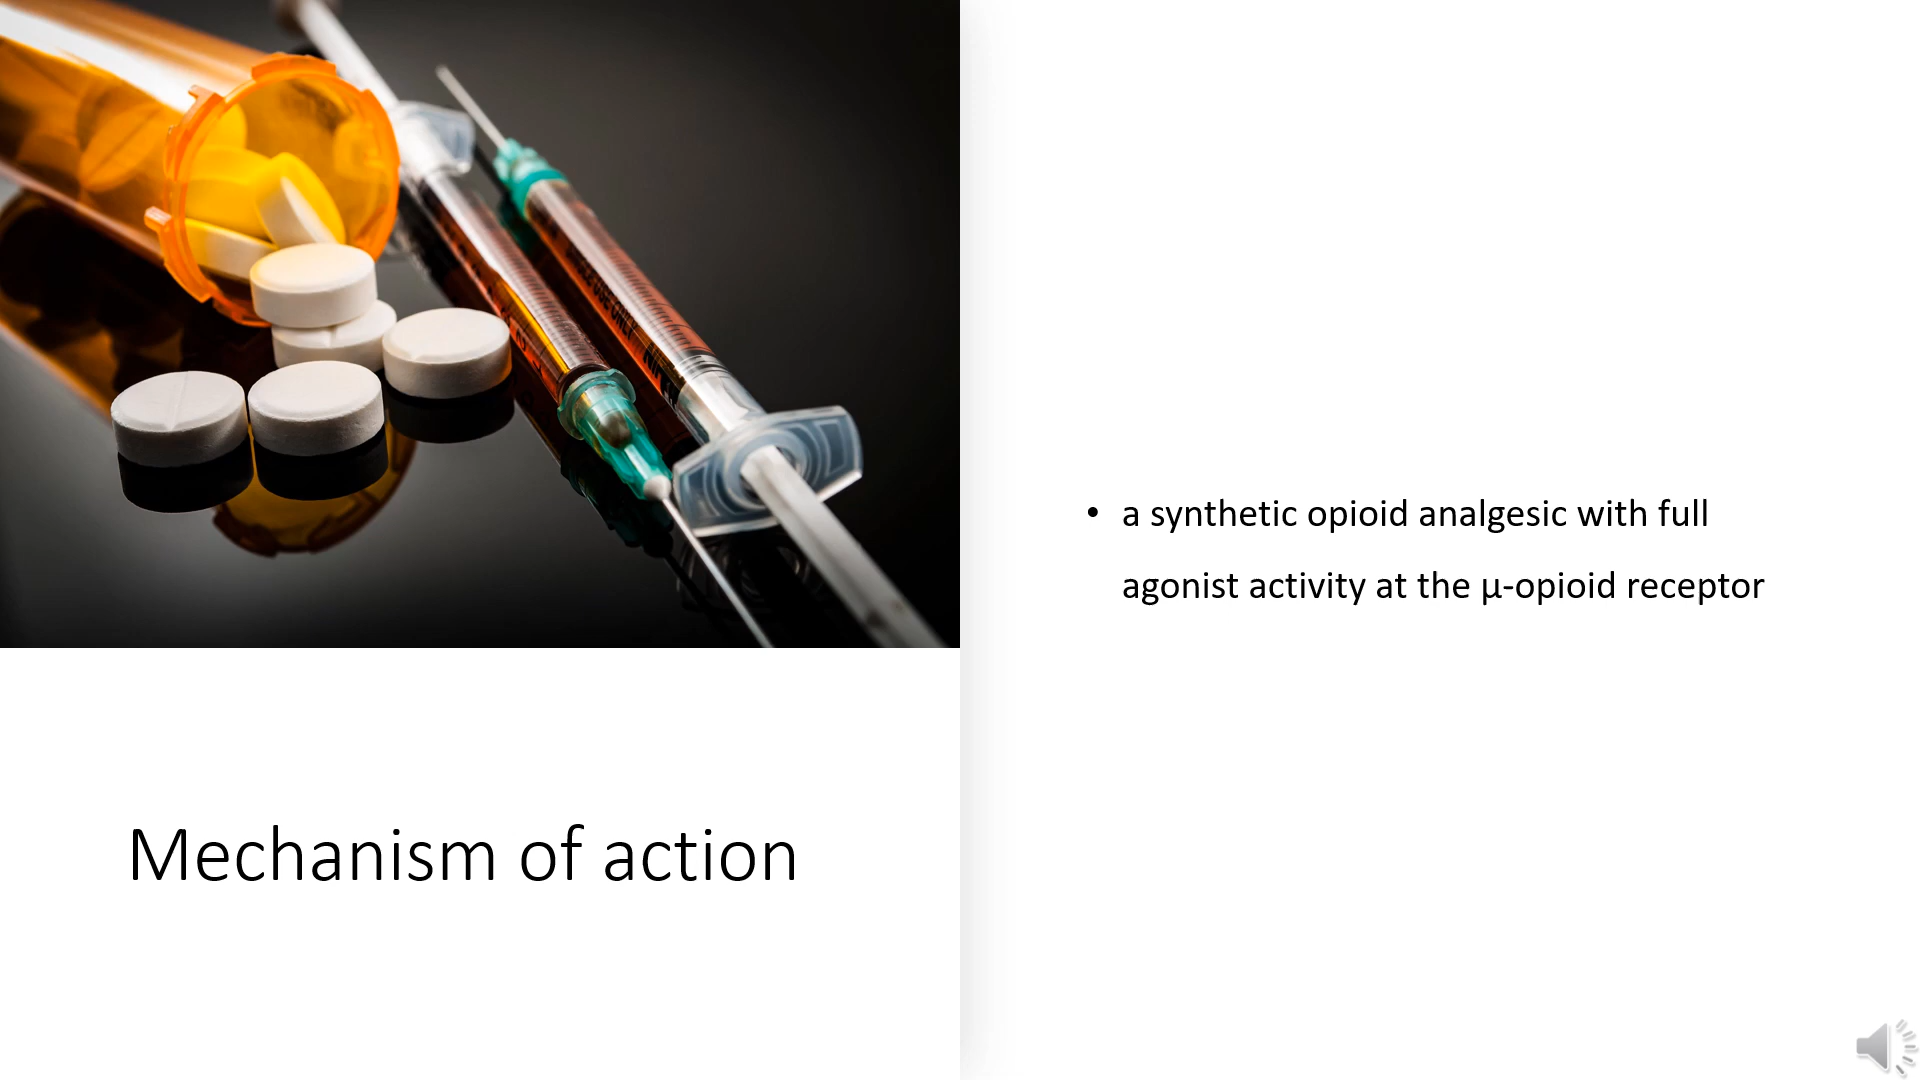 • a synthetic opioid analgesic with full
agonist activity at the μ-opioid receptor
Mechanism of action